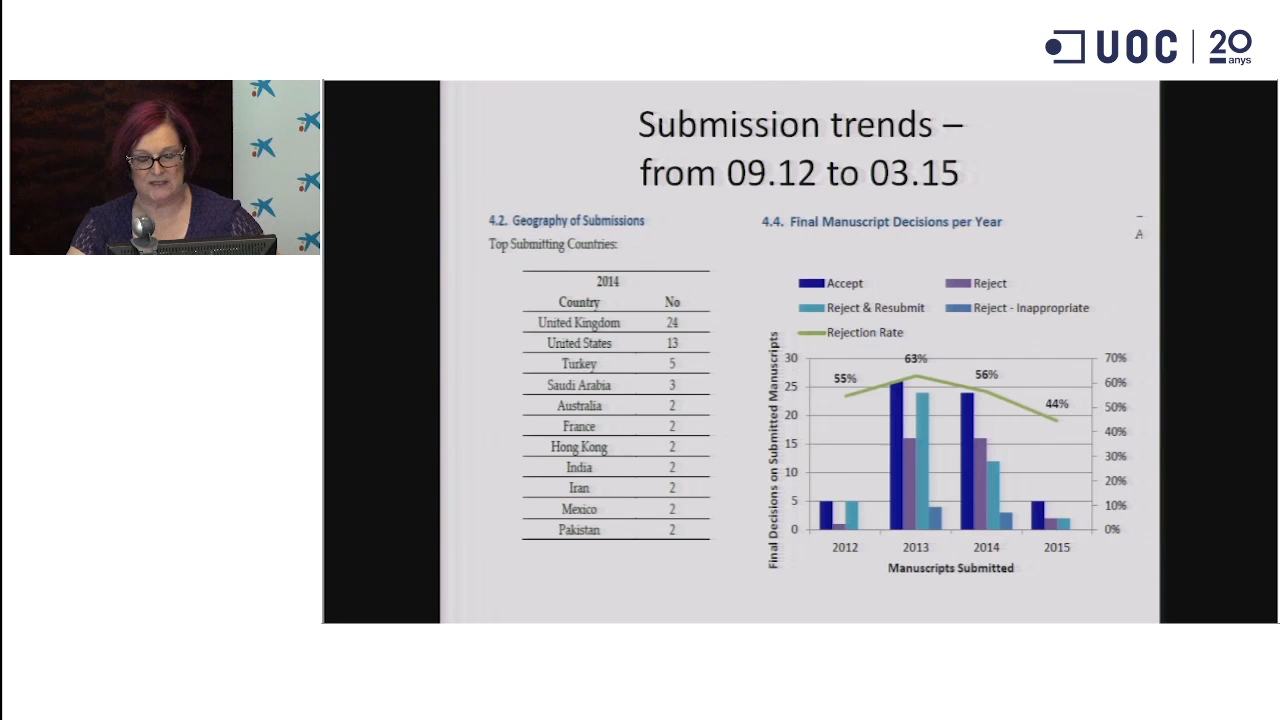 UOC
20
anys
Submission trends –
from 09.12 to 03.15
4.2. Geography of Submissions
Top Submitting Countries:
2014
Country No
United Kingdom 24
United States 13
Turkey 5
Saudi Arabia 3
Australia 2
France 2
Hong Kong 2
India 2
Iran 2
Mexico 2
Pakistan 2
4.4. Final Manuscript Decisions per Year
A
Accept
Reject
Reject & Resubmit
Reject - Inappropriate
Rejection Rate
Final Decisions on Submitted Manuscripts
30
25
20
15
10
5
0
55%
63%
56%
44%
70%
60%
50%
40%
30%
20%
10%
0%
2012 2013 2014 2015
Manuscripts Submitted